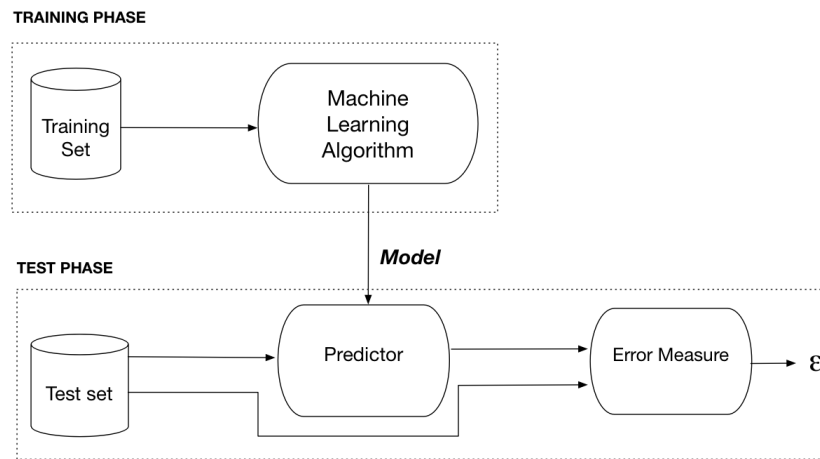 TRAINING PHASE
Training
Set
Machine
Learning
Algorithm
Model
TEST PHASE
Test set
Predictor
Error Measure
ε